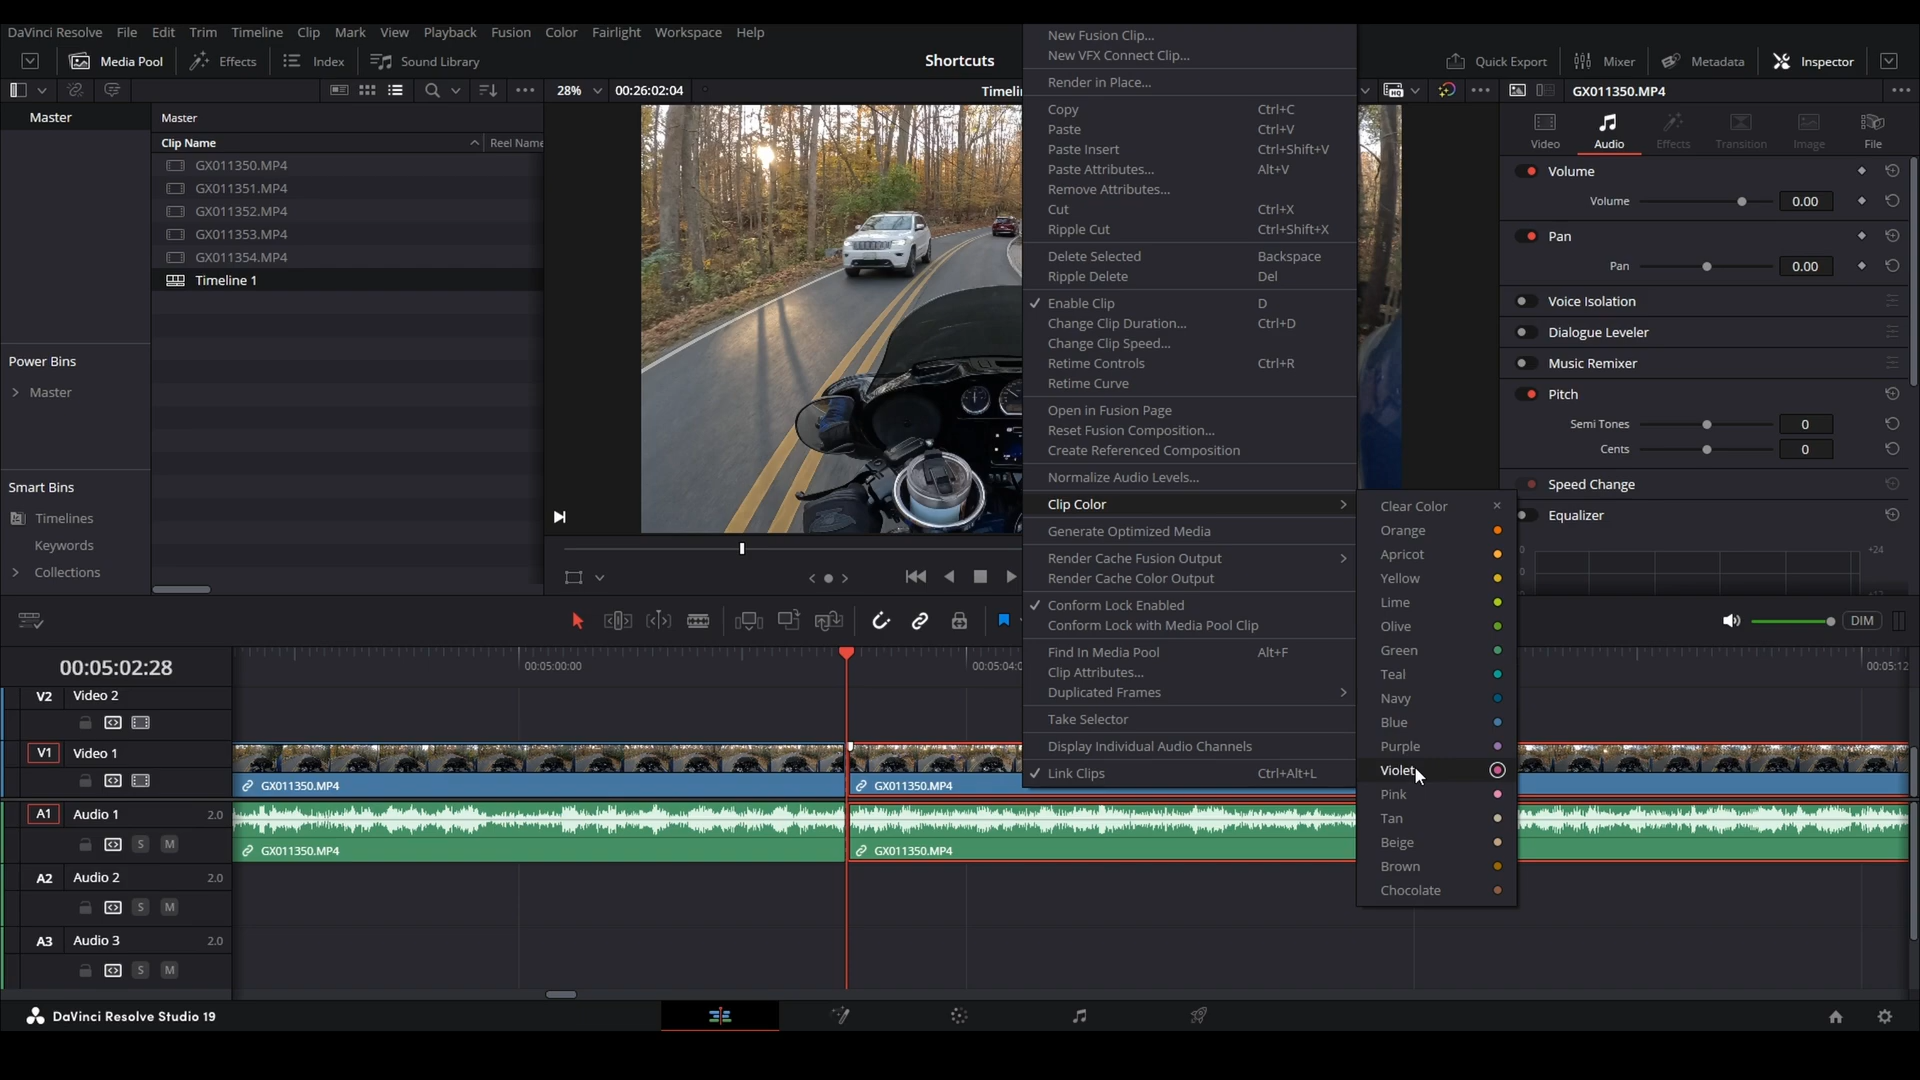 DaVinci Resolve File Edit Trim Timeline Clip Mark View Playback Fusion Color Fairlight Workspace Help
Media Pool Effects Index Sound Library Shortcuts Quick Export Mixer Metadata Inspector
28% 00:26:02:04 Timelin GX011350.MP4
Master
Master
Clip Name Reel Name
GX011350.MP4
GX011351.MP4
GX011352.MP4
GX011353.MP4
GX011354.MP4
Timeline 1
Power Bins
Master
Smart Bins
Timelines
Keywords
Collections
New Fusion Clip...
New VFX Connect Clip...
Render in Place...
Copy Ctrl+C
Paste Ctrl+V
Paste Insert Ctrl+Shift+V
Paste Attributes... Alt+V
Remove Attributes...
Cut Ctrl+X
Ripple Cut Ctrl+Shift+X
Delete Selected Backspace
Ripple Delete Del
Enable Clip D
Change Clip Duration... Ctrl+D
Change Clip Speed...
Retime Controls Ctrl+R
Retime Curve
Open in Fusion Page
Reset Fusion Composition...
Create Referenced Composition
Normalize Audio Levels...
Clip Color
Generate Optimized Media
Render Cache Fusion Output
Render Cache Color Output
Conform Lock Enabled
Conform Lock with Media Pool Clip
Find In Media Pool Alt+F
Clip Attributes...
Duplicated Frames
Take Selector
Display Individual Audio Channels
Link Clips Ctrl+Alt+L
Clear Color
Orange
Apricot
Yellow
Lime
Olive
Green
Teal
Navy
Blue
Purple
Violet
Pink
Tan
Beige
Brown
Chocolate
Video Audio Effects Transition Image File
Volume
Volume 0.00
Pan
Pan 0.00
Voice Isolation
Dialogue Leveler
Music Remixer
Pitch
Semi Tones 0
Cents 0
Speed Change
Equalizer
0 +24
DIM
00:05:02:28 00:05:00:00 00:05:04:0 00:05:12
V2 Video 2
V1 Video 1
GX011350.MP4 GX011350.MP4
A1 Audio 1 2.0
S M
GX011350.MP4 GX011350.MP4
A2 Audio 2 2.0
S M
A3 Audio 3 2.0
S M
DaVinci Resolve Studio 19